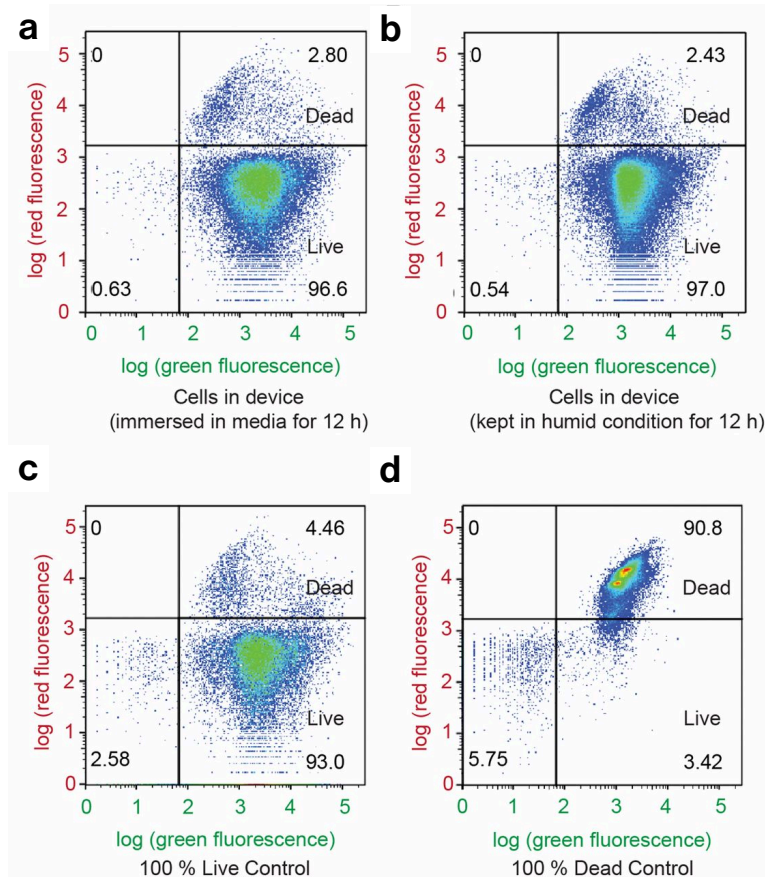 a
0
2.80
Dead
Live
0.63
96.6
log (red fluorescence)
5
4
3
2
1
0
0 1 2 3 4 5
log (green fluorescence)
Cells in device
(immersed in media for 12 h)
b
0
2.43
Dead
Live
0.54
97.0
log (red fluorescence)
5
4
3
2
1
0
0 1 2 3 4 5
log (green fluorescence)
Cells in device
(kept in humid condition for 12 h)
c
0
4.46
Dead
Live
2.58
93.0
log (red fluorescence)
5
4
3
2
1
0
0 1 2 3 4 5
log (green fluorescence)
100 % Live Control
d
0
90.8
Dead
Live
5.75
3.42
log (red fluorescence)
5
4
3
2
1
0
0 1 2 3 4 5
log (green fluorescence)
100 % Dead Control